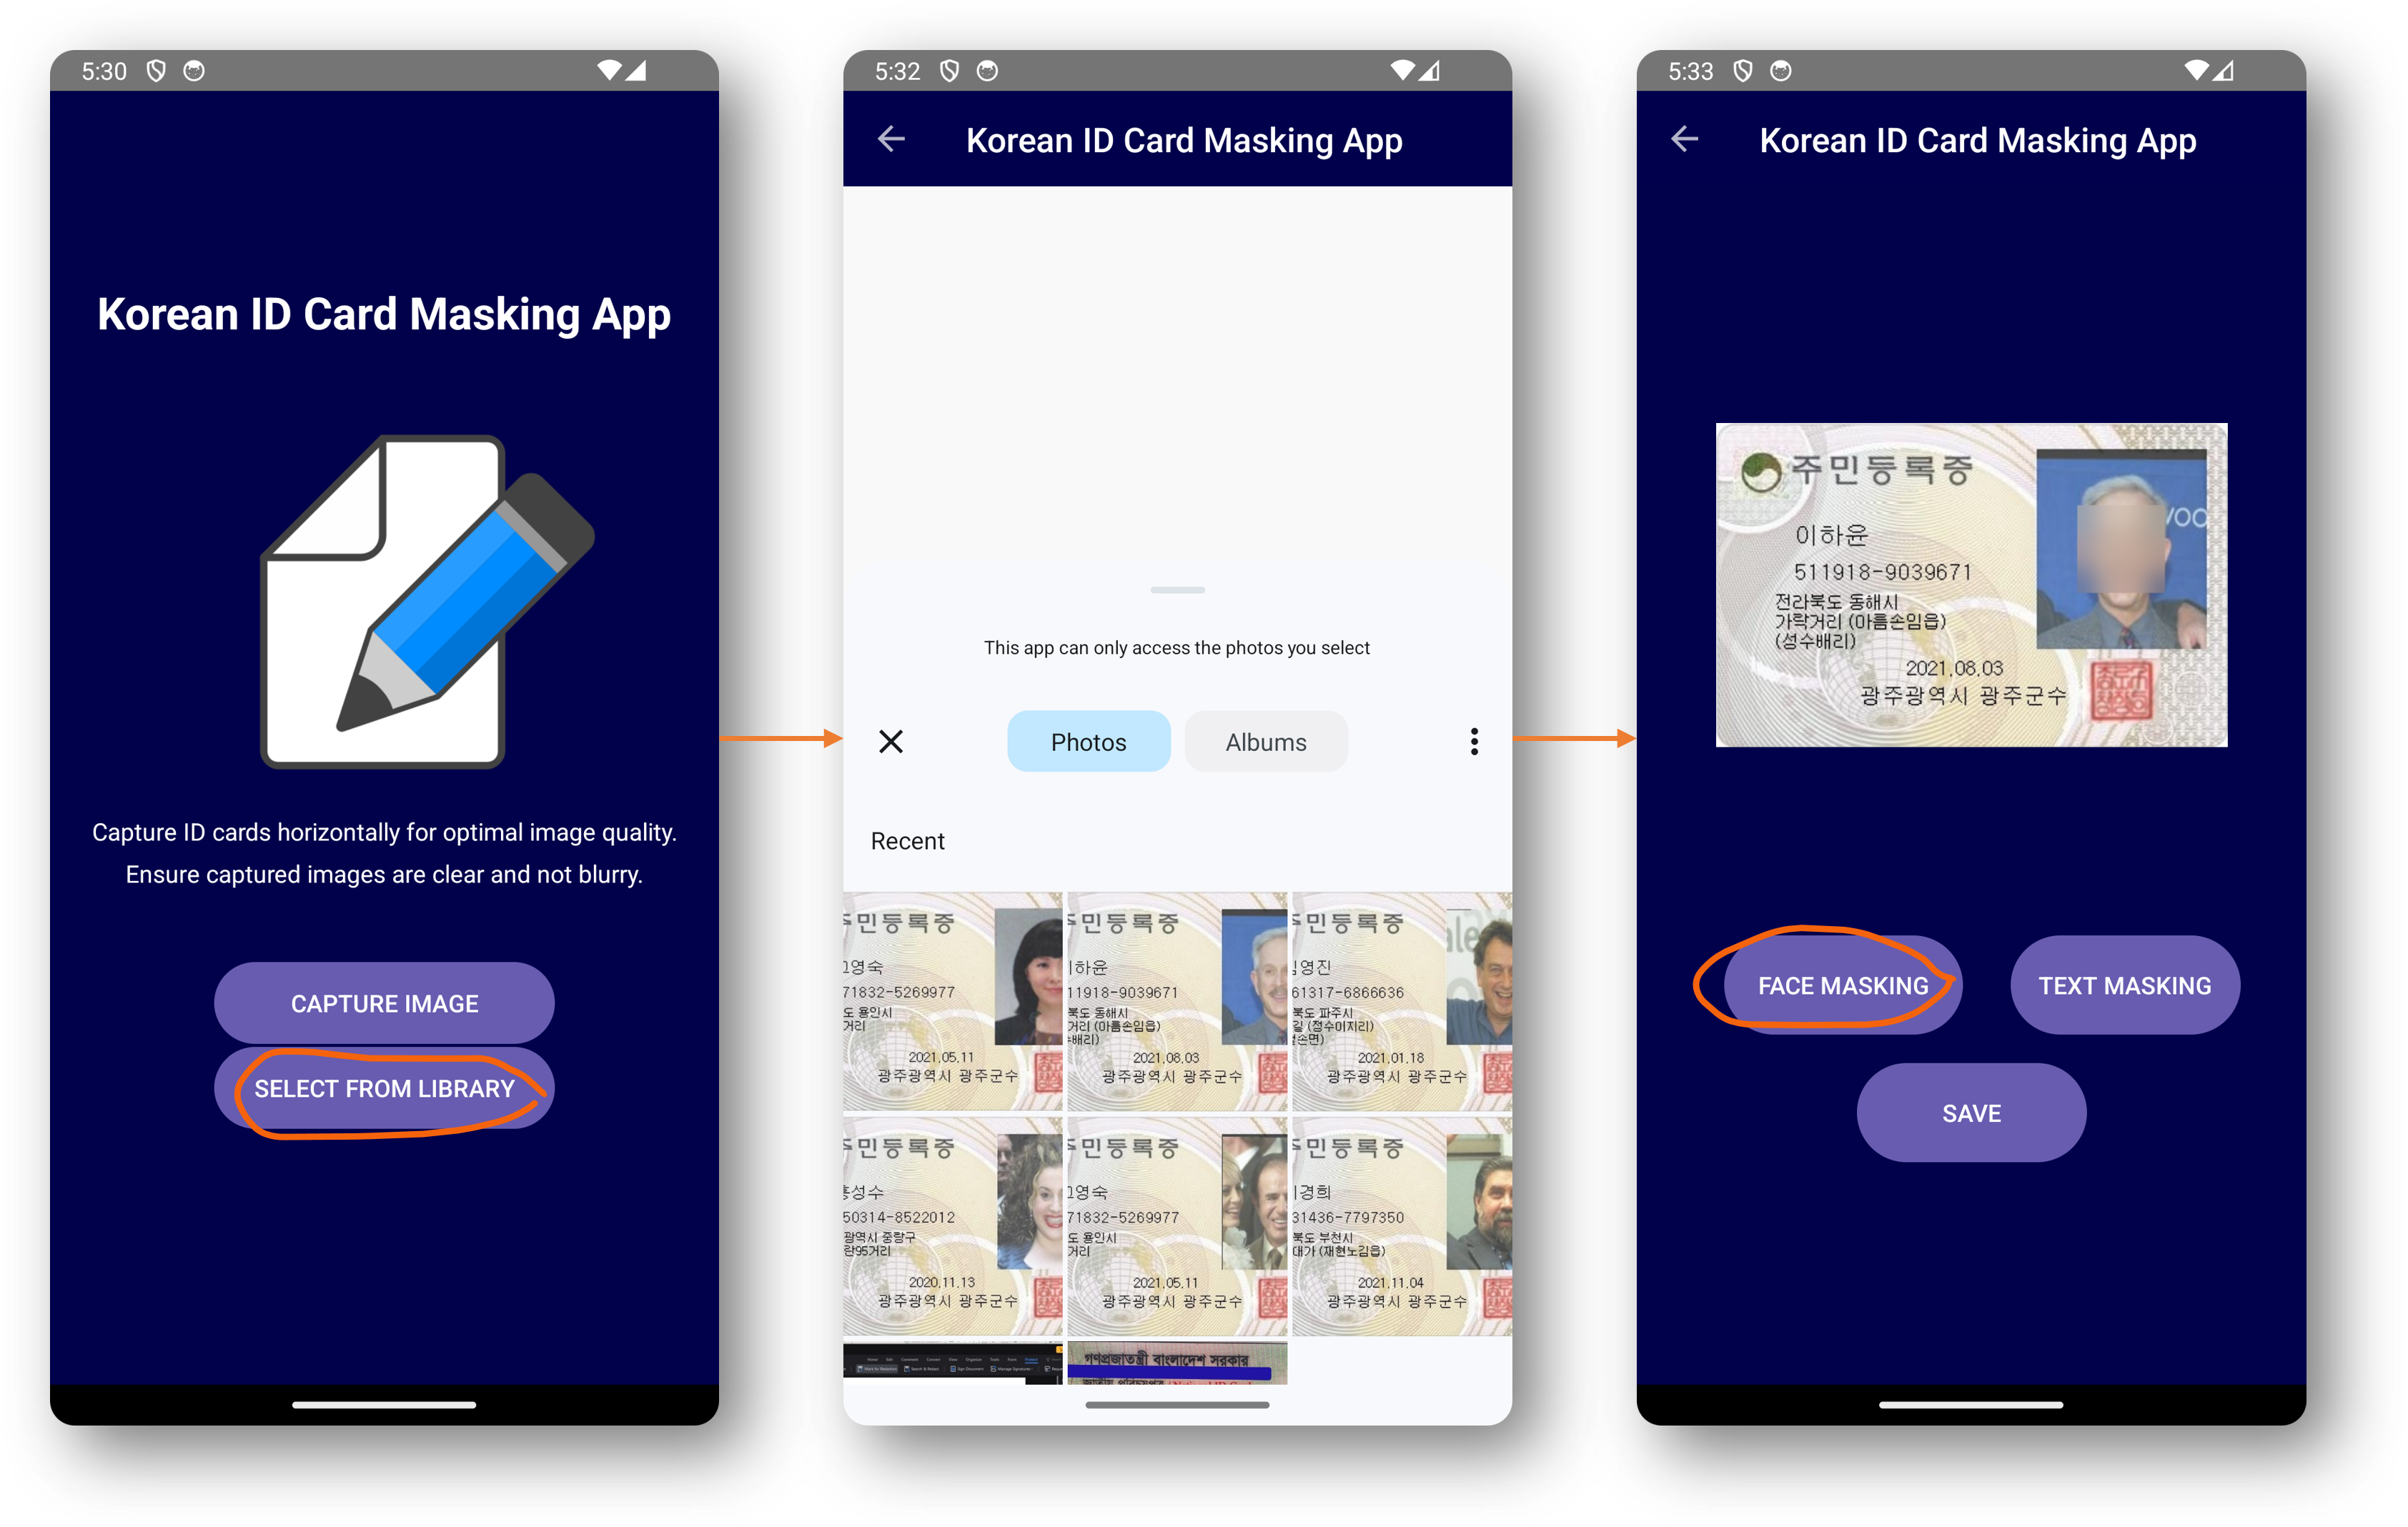 5:30
Korean ID Card Masking App
Capture ID cards horizontally for optimal image quality.
Ensure captured images are clear and not blurry.
CAPTURE IMAGE
SELECT FROM LIBRARY
5:32
Korean ID Card Masking App
This app can only access the photos you select
Photos
Albums
Recent
민등록증
영숙
71832-5269977
도 용인시
거리
2021.05.11
광주광역시 광주군수
민등록증
하윤
11918-9039671
북도 동해시
거리 (마름손임읍)
배리)
2021.08.03
광주광역시 광주군수
민등록증
영진
61317-6866636
북도 파주시
길 (정수미지리)
손면)
2021.01.18
광주광역시 광주군수
민등록증
성수
50314-8522012
광역시 중랑구
95거리
2020.11.13
광주광역시 광주군수
민등록증
영숙
71832-5269977
도 용인시
거리
2021.05.11
광주광역시 광주군수
민등록증
경희
31436-7797350
북도 부천시
대가 (재현노김읍)
2021.11.04
광주광역시 광주군수
গণপ্রজাতন্ত্রী বাংলাদেশ সরকার
5:33
Korean ID Card Masking App
주민등록증
이하윤
511918-9039671
전라북도 동해시
가락거리 (마름손임읍)
(성수배리)
2021.08.03
광주광역시 광주군수
FACE MASKING
TEXT MASKING
SAVE